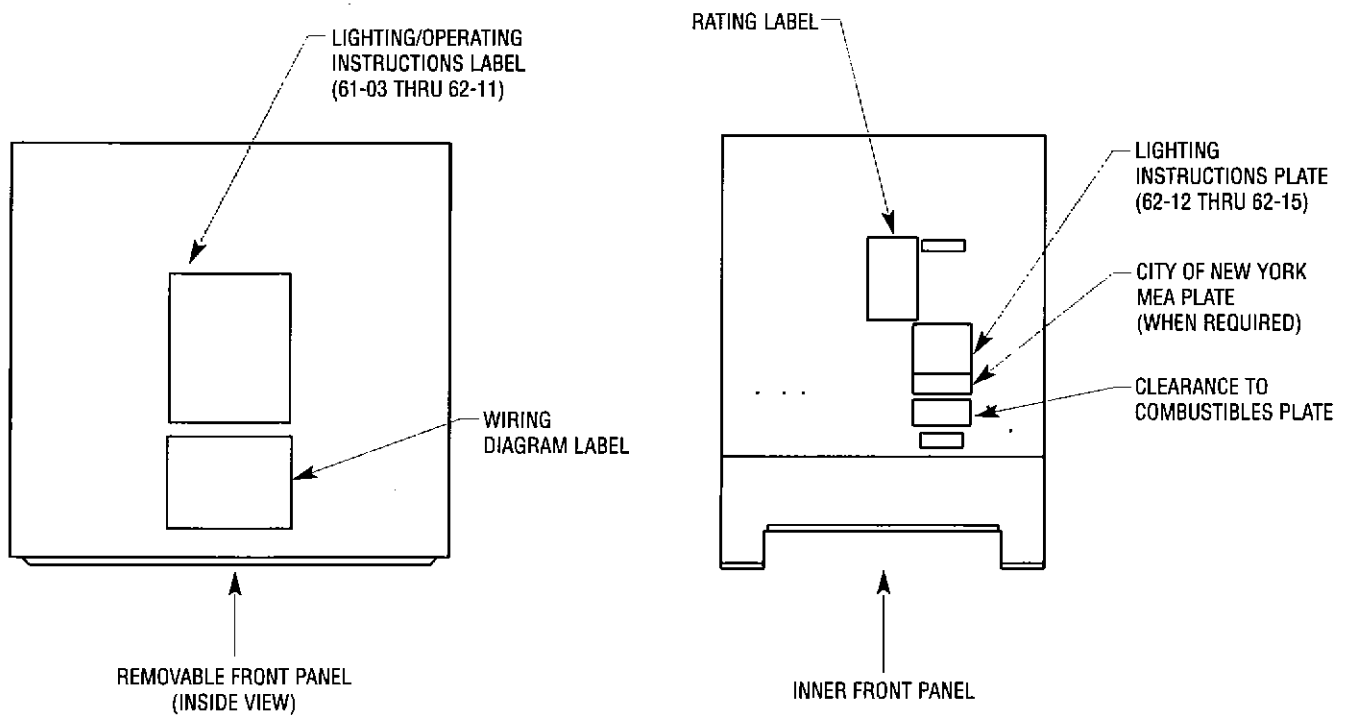 LIGHTING/OPERATING
INSTRUCTIONS LABEL
(61-03 THRU 62-11)
WIRING
DIAGRAM LABEL
REMOVABLE FRONT PANEL
(INSIDE VIEW)
RATING LABEL
LIGHTING
INSTRUCTIONS PLATE
(62-12 THRU 62-15)
CITY OF NEW YORK
MEA PLATE
(WHEN REQUIRED)
CLEARANCE TO
COMBUSTIBLES PLATE
INNER FRONT PANEL